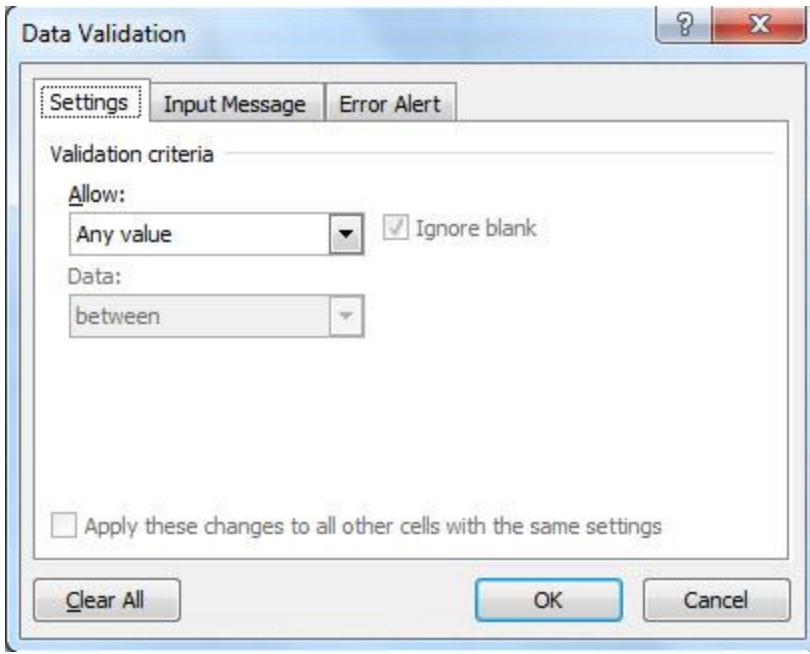 Data Validation
Settings Input Message Error Alert
Validation criteria
Allow:
Any value Ignore blank
Data:
between
Apply these changes to all other cells with the same settings
Clear All OK Cancel